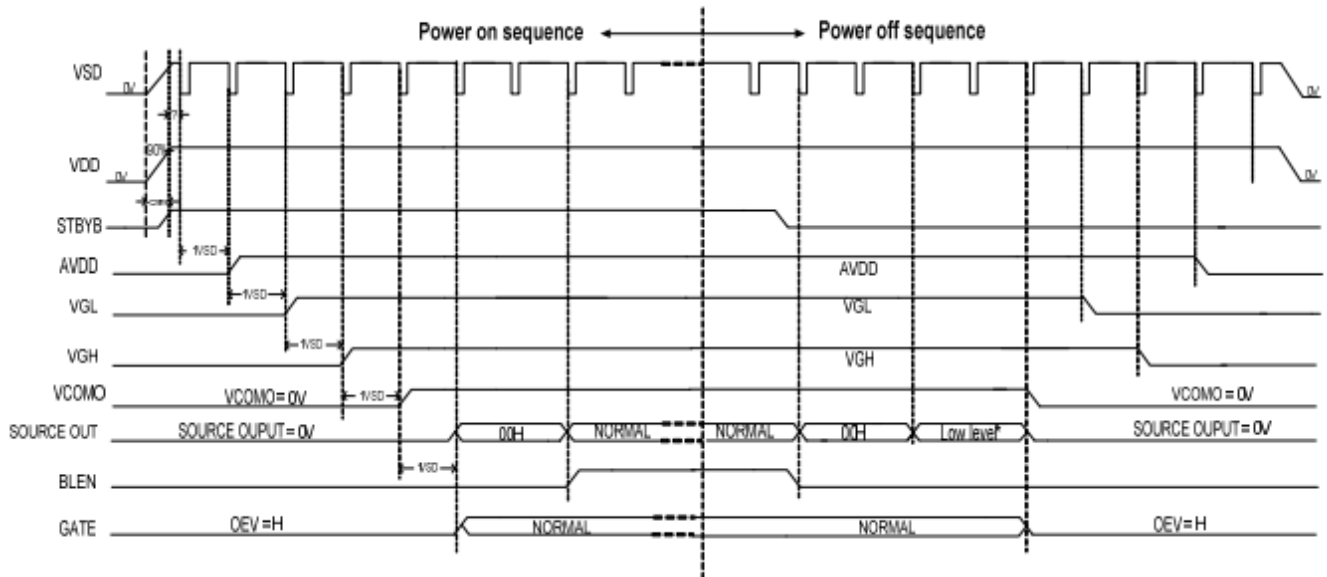 Power on sequence Power off sequence
VSD 0V 0V
VDD 90% 0V 0V
STBYB
1VSD
AVDD AVDD
1VSD
VGL VGL
1VSD
VGH VGH
VCOMO VCOMO = 0V 1VSD VCOMO = 0V
SOURCE OUT SOURCE OUPUT = 0V 00H NORMAL NORMAL 00H Low level* SOURCE OUPUT = 0V
1VSD
BLEN
GATE OEV = H NORMAL NORMAL OEV = H